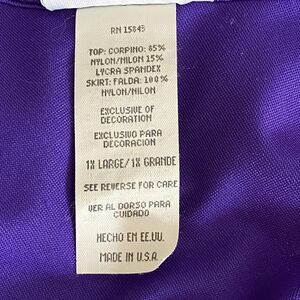 RN 15845
TOP: CORPINO: 85%
NYLON/NILON 15%
LYCRA SPANDEX
SKIRT: FALDA: 100%
NYLON/NILON
EXCLUSIVE OF
DECORATION
EXCLUSIVO PARA
DECORACION
1X LARGE/1X GRANDE
SEE REVERSE FOR CARE
VER AL DORSO PARA
CUIDADO
HECHO EN EE.UU.
MADE IN U.S.A.